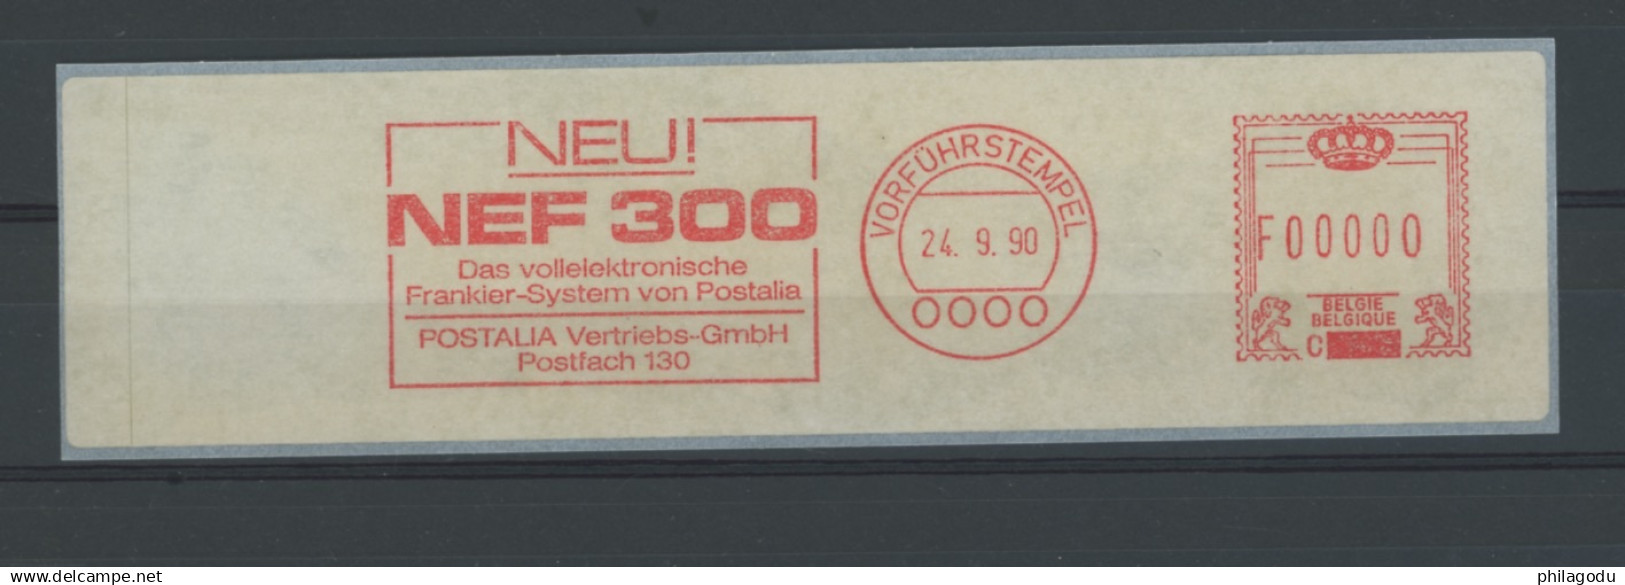 NEU!
NEF 300
Das vollelektronische
Frankier-System von Postalia
POSTALIA Vertriebs-GmbH
Postfach 130
VORFÜHRSTEMPEL
24. 9. 90
0000
F00000
BELGIE
BELGIQUE
C
delcampe.net
philagodu